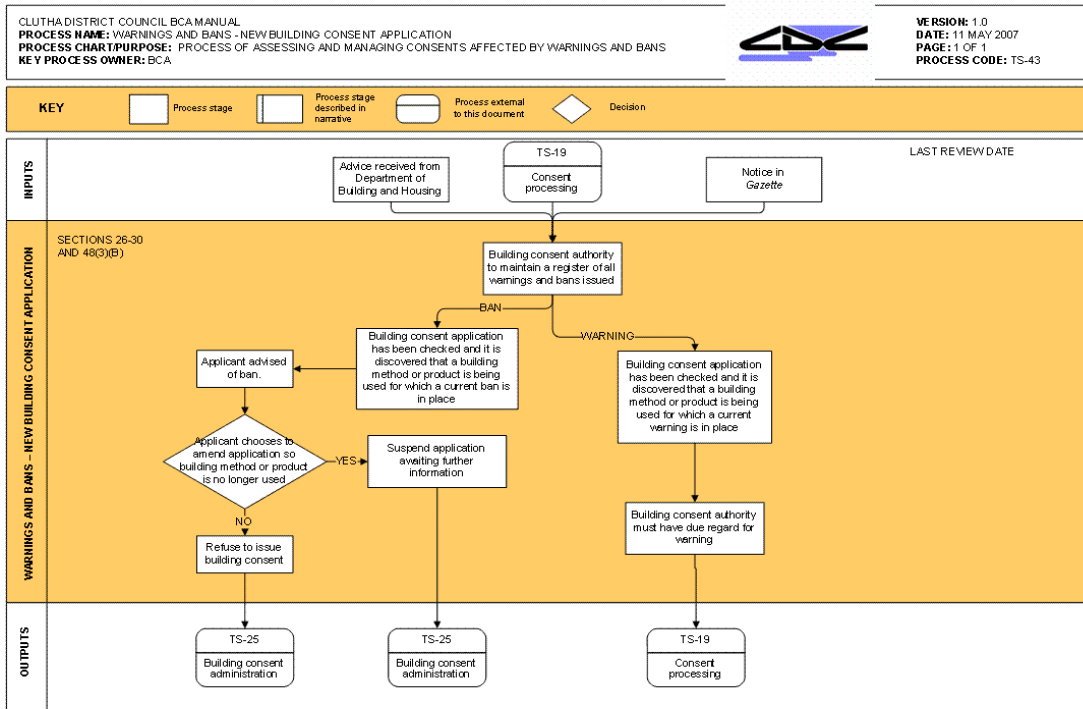 CLUTHA DISTRICT COUNCIL BCA MANUAL
PROCESS NAME: WARNINGS AND BANS - NEW BUILDING CONSENT APPLICATION
PROCESS CHART/PURPOSE: PROCESS OF ASSESSING AND MANAGING CONSENTS AFFECTED BY WARNINGS AND BANS
KEY PROCESS OWNER: BCA
CDC
VERSION: 1.0
DATE: 11 MAY 2007
PAGE: 1 OF 1
PROCESS CODE: TS-43
KEY
Process stage
Process stage
described in
narrative
Process external
to this document
Decision
INPUTS
Advice received from
Department of
Building and Housing
TS-19
Consent
processing
Notice in
Gazette
LAST REVIEW DATE
WARNINGS AND BANS – NEW BUILDING CONSENT APPLICATION
SECTIONS 26-30
AND 48(3)(B)
Building consent authority
to maintain a register of all
warnings and bans issued
BAN
WARNING
Building consent application
has been checked and it is
discovered that a building
method or product is being
used for which a current ban is
in place
Applicant advised
of ban.
Building consent application
has been checked and it is
discovered that a building
method or product is being
used for which a current
warning is in place
Applicant chooses to
amend application so
building method or product
is no longer used
YES
Suspend application
awaiting further
information
NO
Refuse to issue
building consent
Building consent authority
must have due regard for
warning
OUTPUTS
TS-25
Building consent
administration
TS-25
Building consent
administration
TS-19
Consent
processing